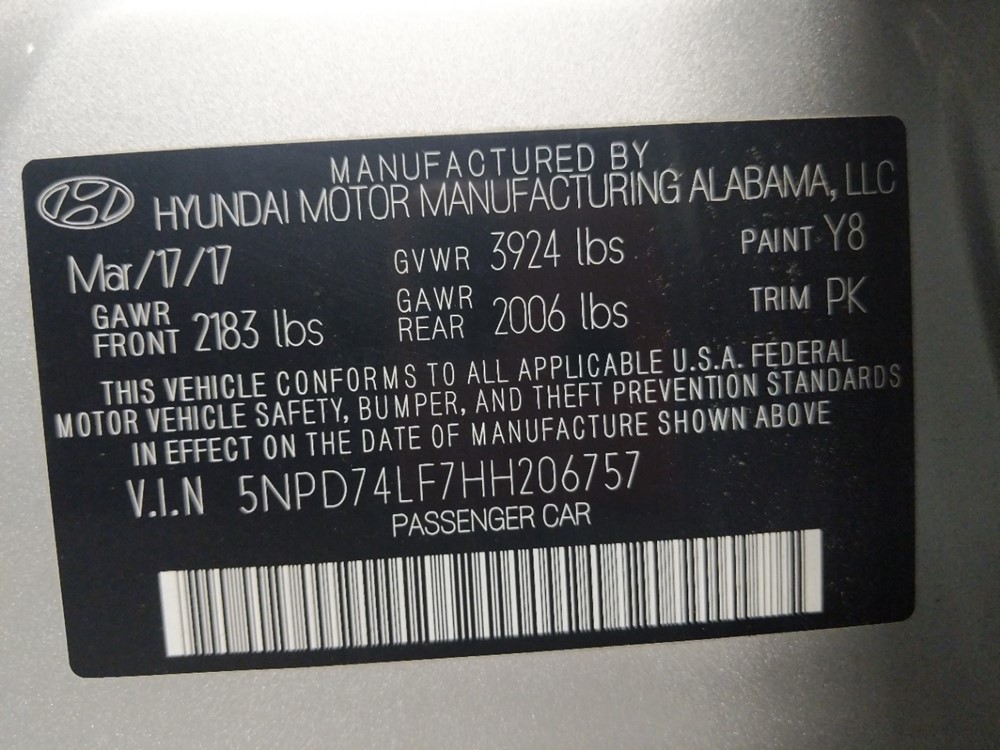 MANUFACTURED BY
HYUNDAI MOTOR MANUFACTURING ALABAMA, LLC
Mar/17/17 GVWR 3924 lbs PAINT Y8
GAWR FRONT 2183 lbs GAWR REAR 2006 lbs TRIM PK
THIS VEHICLE CONFORMS TO ALL APPLICABLE U.S.A. FEDERAL
MOTOR VEHICLE SAFETY, BUMPER, AND THEFT PREVENTION STANDARDS
IN EFFECT ON THE DATE OF MANUFACTURE SHOWN ABOVE
V.I.N 5NPD74LF7HH206757
PASSENGER CAR